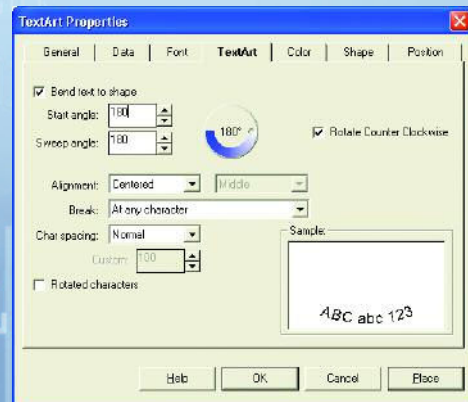 TextArt Properties
General Data Font TextArt Color Shape Position
Bend text to shape
Start angle: 180
180°
Rotate Counter Clockwise
Sweep angle: 180
Alignment: Centered Middle
Break: At any character
Char spacing: Normal
Custom: 100
Rotated characters
Sample:
ABC abc 123
Help OK Cancel Place